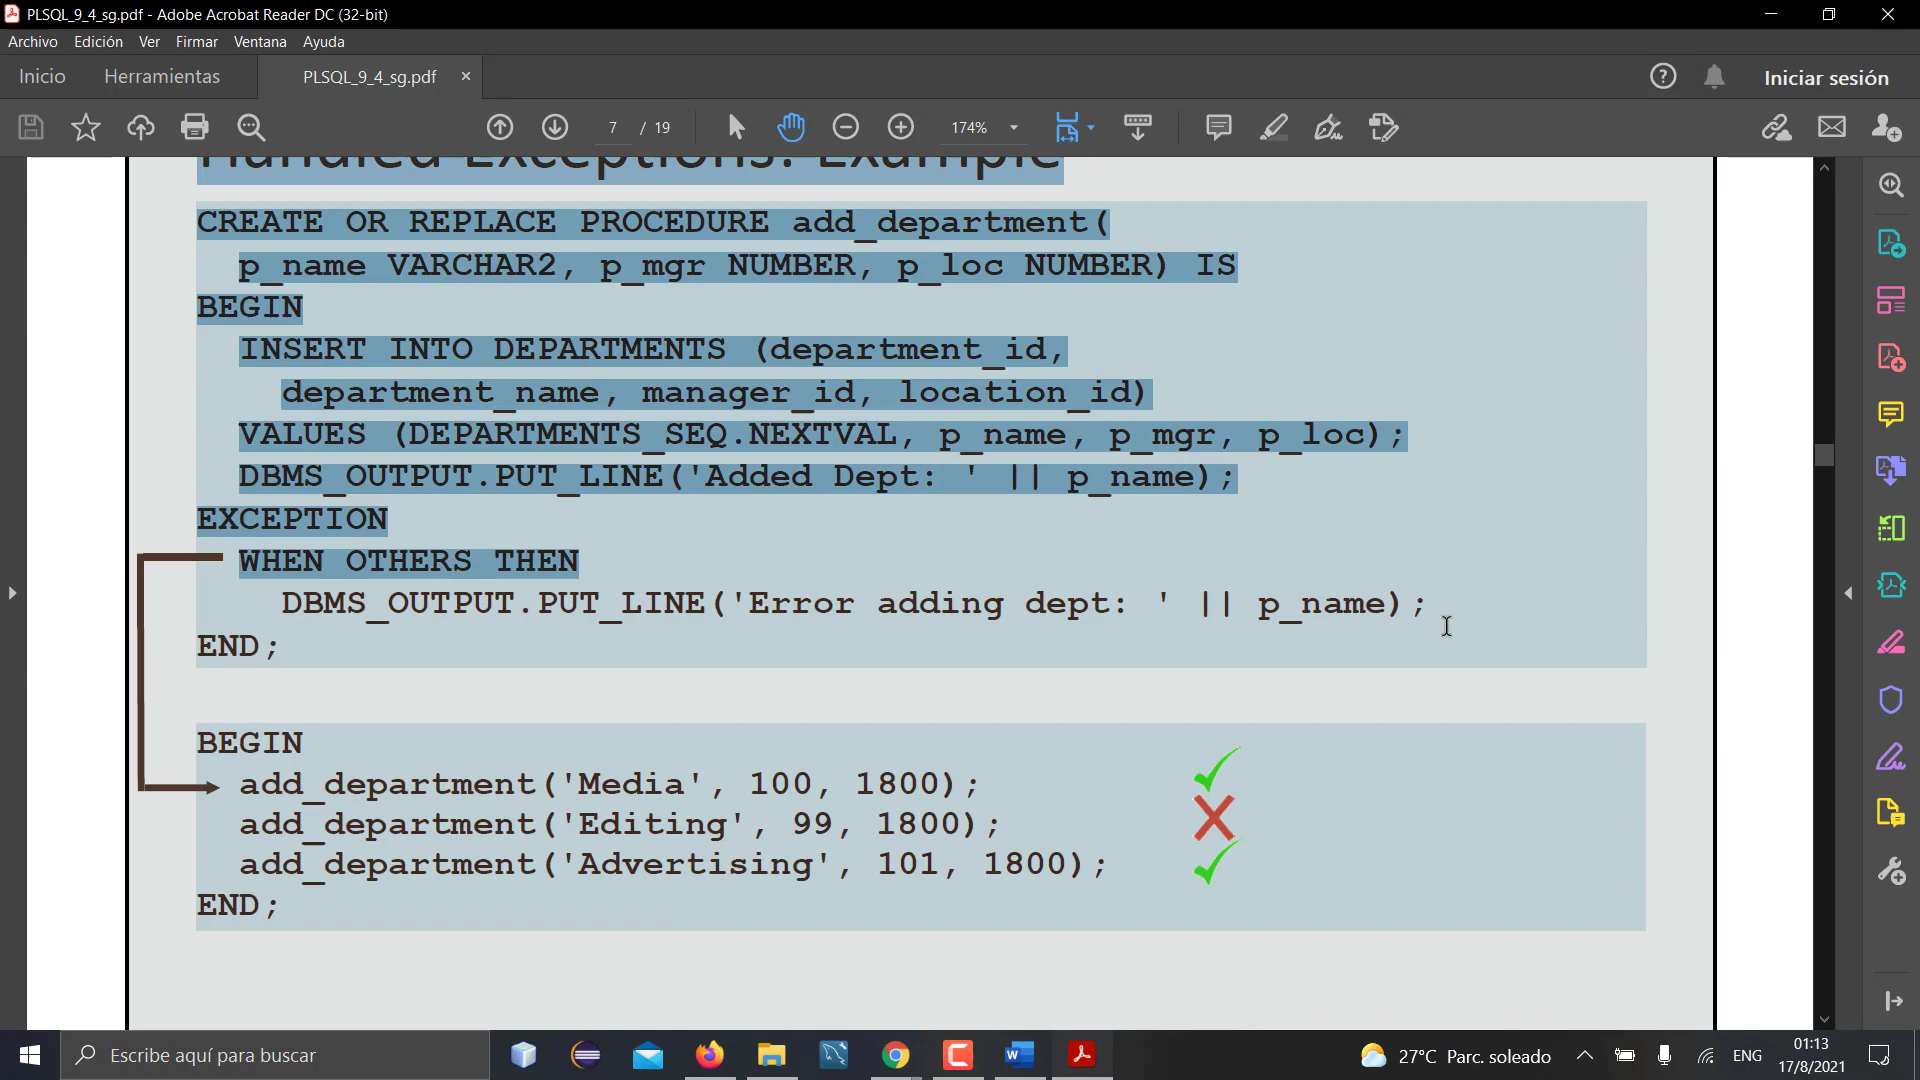 PLSQL_9_4_sg.pdf - Adobe Acrobat Reader DC (32-bit)
Archivo Edición Ver Firmar Ventana Ayuda
Inicio Herramientas PLSQL_9_4_sg.pdf × Iniciar sesión
7 / 19 174%
Handled Exceptions: Example
CREATE OR REPLACE PROCEDURE add_department(
p_name VARCHAR2, p_mgr NUMBER, p_loc NUMBER) IS
BEGIN
INSERT INTO DEPARTMENTS (department_id,
department_name, manager_id, location_id)
VALUES (DEPARTMENTS_SEQ.NEXTVAL, p_name, p_mgr, p_loc);
DBMS_OUTPUT.PUT_LINE('Added Dept: ' || p_name);
EXCEPTION
WHEN OTHERS THEN
DBMS_OUTPUT.PUT_LINE('Error adding dept: ' || p_name);
END;
BEGIN
add_department('Media', 100, 1800);
add_department('Editing', 99, 1800);
add_department('Advertising', 101, 1800);
END;
Escribe aquí para buscar
27°C Parc. soleado
ENG
01:13
17/8/2021